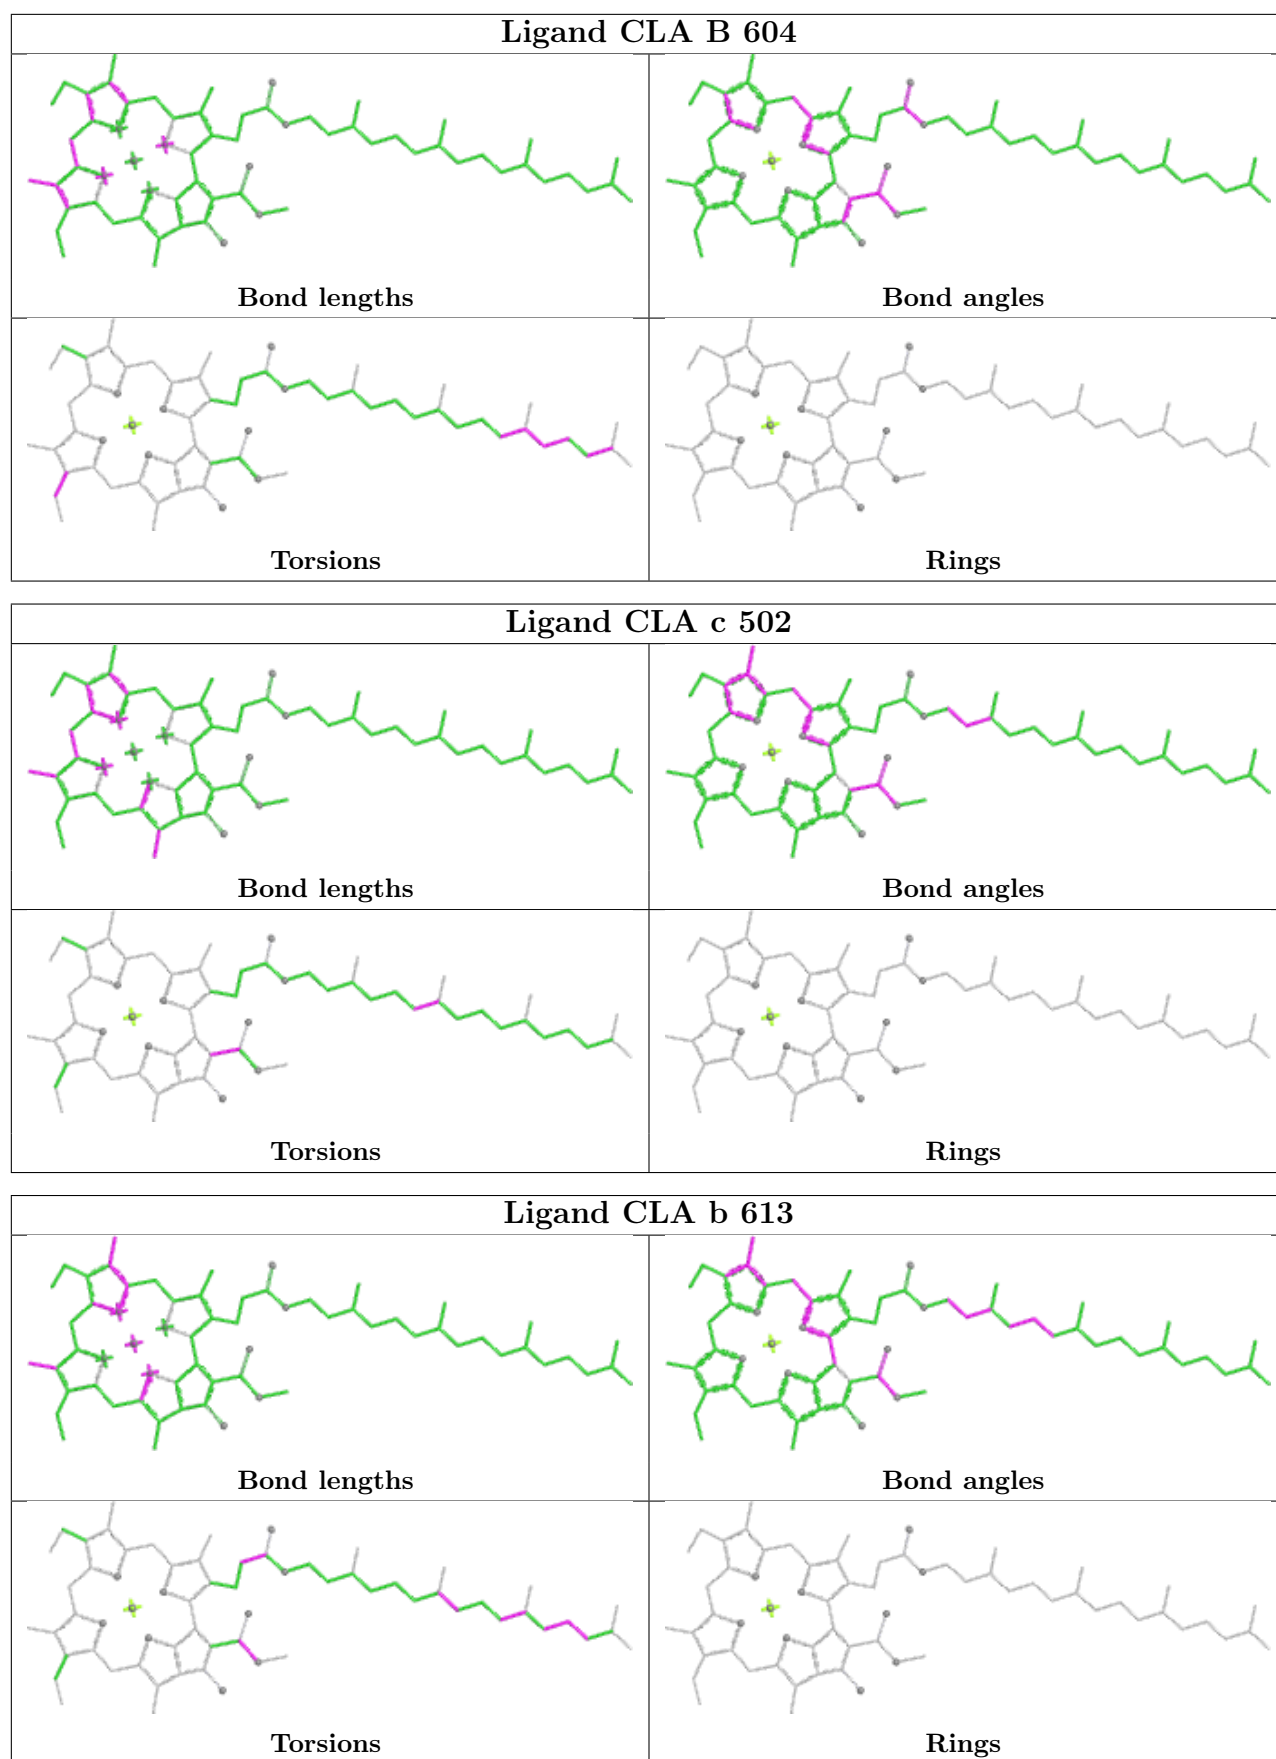 Ligand CLA B 604
Bond lengths
Bond angles
Torsions
Rings
Ligand CLA c 502
Bond lengths
Bond angles
Torsions
Rings
Ligand CLA b 613
Bond lengths
Bond angles
Torsions
Rings